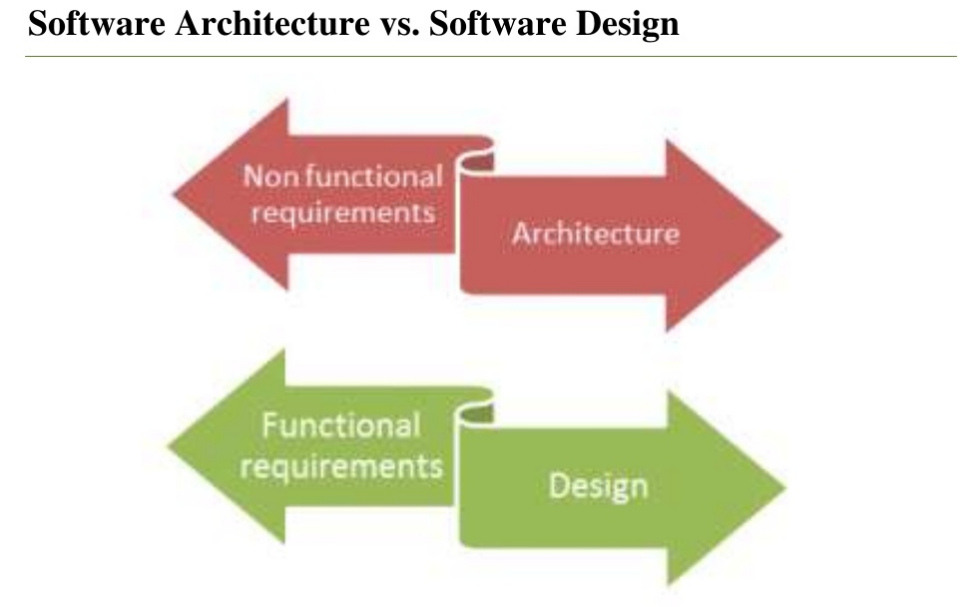 Software Architecture vs. Software Design
Non functional
requirements
Architecture
Functional
requirements
Design